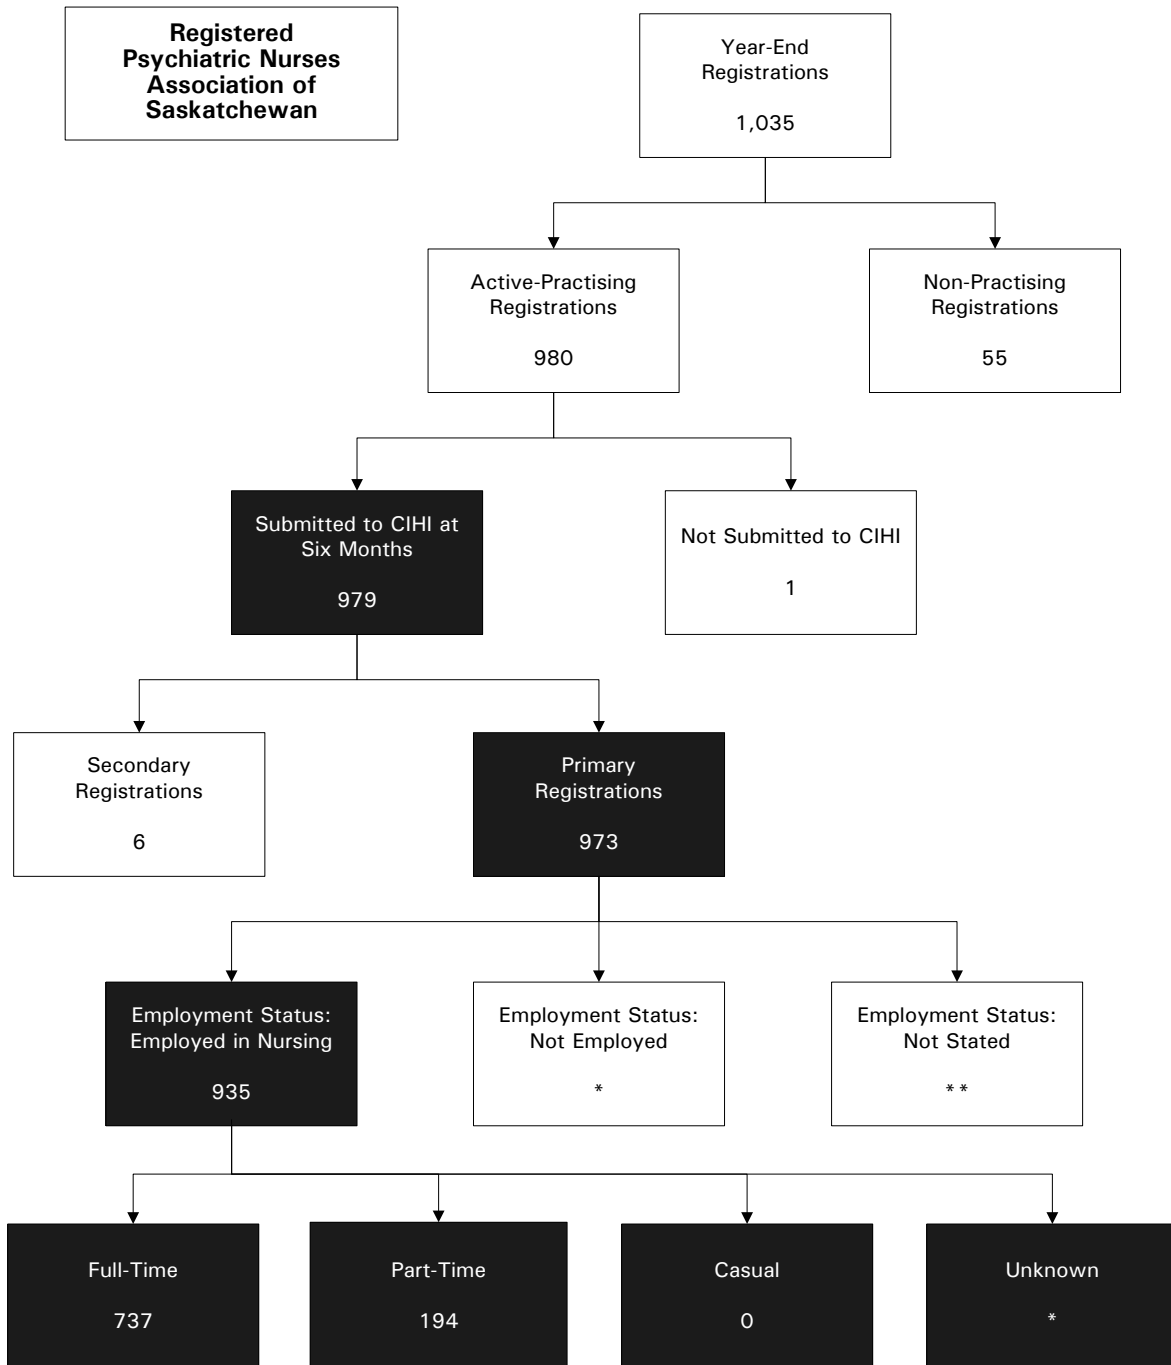 Registered
Psychiatric Nurses
Association of
Saskatchewan
Year-End
Registrations
1,035
Active-Practising
Registrations
980
Non-Practising
Registrations
55
Submitted to CIHI at
Six Months
979
Not Submitted to CIHI
1
Secondary
Registrations
6
Primary
Registrations
973
Employment Status:
Employed in Nursing
935
Employment Status:
Not Employed
*
Employment Status:
Not Stated
**
Full-Time
737
Part-Time
194
Casual
0
Unknown
*